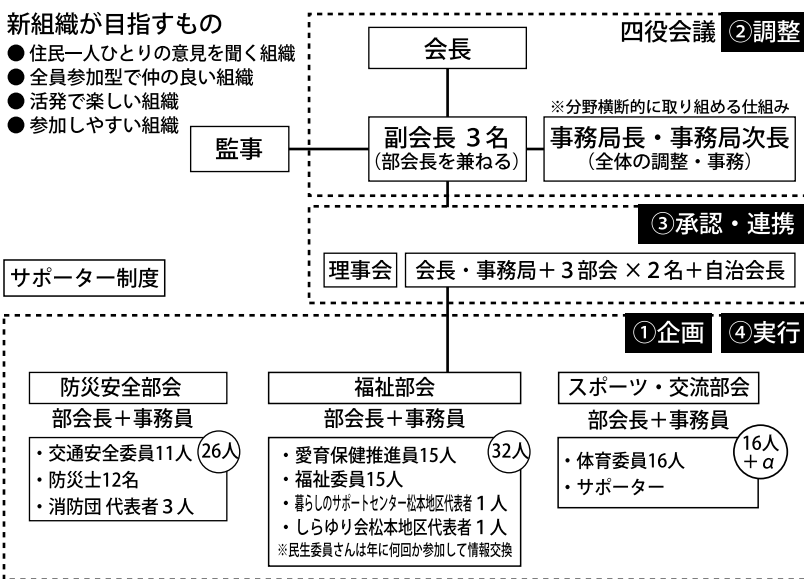 新組織が目指すもの
● 住民一人ひとりの意見を聞く組織
● 全員参加型で仲の良い組織
● 活発で楽しい組織
● 参加しやすい組織
四役会議 ②調整
会長
監事
副会長 3名
(部会長を兼ねる)
※分野横断的に取り組める仕組み
事務局長・事務局次長
(全体の調整・事務)
③承認・連携
理事会
会長・事務局＋3部会 ×2名＋自治会長
サポーター制度
①企画 ④実行
防災安全部会
部会長＋事務員
・交通安全委員11人
・防災士12名
・消防団 代表者3人
26人
福祉部会
部会長＋事務員
・愛育保健推進員15人
・福祉委員15人
・暮らしのサポートセンター松本地区代表者1人
・しらゆり会松本地区代表者1人
※民生委員さんは年に何回か参加して情報交換
32人
スポーツ・交流部会
部会長＋事務員
・体育委員16人
・サポーター
16人
＋α